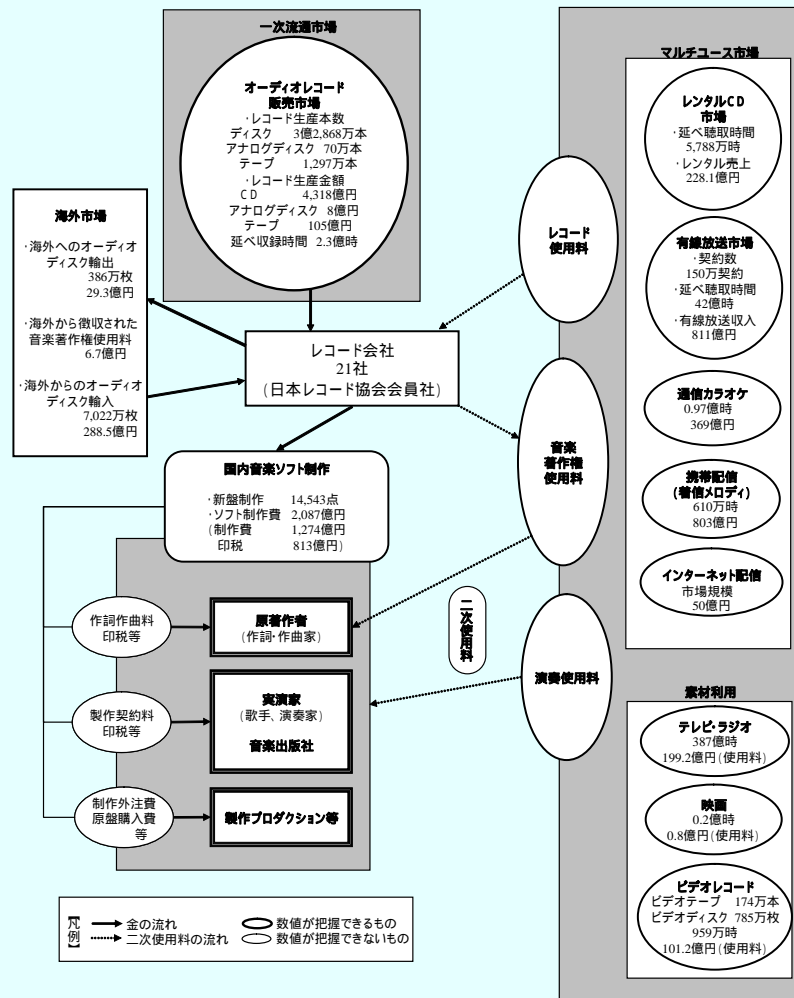 一次流通市場
オーディオレコード
販売市場
・レコード生産本数
ディスク 3億2,868万本
アナログディスク 70万本
テープ 1,297万本
・レコード生産金額
CD 4,318億円
アナログディスク 8億円
テープ 105億円
延べ収録時間 2.3億時
海外市場
・海外へのオーディオ
ディスク輸出
386万枚
29.3億円
・海外から徴収された
音楽著作権使用料
6.7億円
・海外からのオーディオ
ディスク輸入
7,022万枚
288.5億円
レコード会社
21社
(日本レコード協会会員社)
国内音楽ソフト制作
・新盤制作 14,543点
・ソフト制作費 2,087億円
(制作費 1,274億円
印税 813億円)
作詞作曲料
印税等
原著作者
(作詞・作曲家)
製作契約料
印税等
実演家
(歌手、演奏家)
音楽出版社
制作外注費
原盤購入費
等
製作プロダクション等
レコード
使用料
音楽
著作権
使用料
二次使用料
演奏使用料
マルチユース市場
レンタルCD
市場
・延べ聴取時間
5,788万時
・レンタル売上
228.1億円
有線放送市場
・契約数
150万契約
・延べ聴取時間
42億時
・有線放送収入
811億円
通信カラオケ
0.97億時
369億円
携帯配信
(着信メロディ)
610万時
803億円
インターネット配信
市場規模
50億円
素材利用
テレビ・ラジオ
387億時
199.2億円(使用料)
映画
0.2億時
0.8億円(使用料)
ビデオレコード
ビデオテープ 174万本
ビデオディスク 785万枚
959万時
101.2億円(使用料)
【凡例】
金の流れ
数値が把握できるもの
二次使用料の流れ
数値が把握できないもの